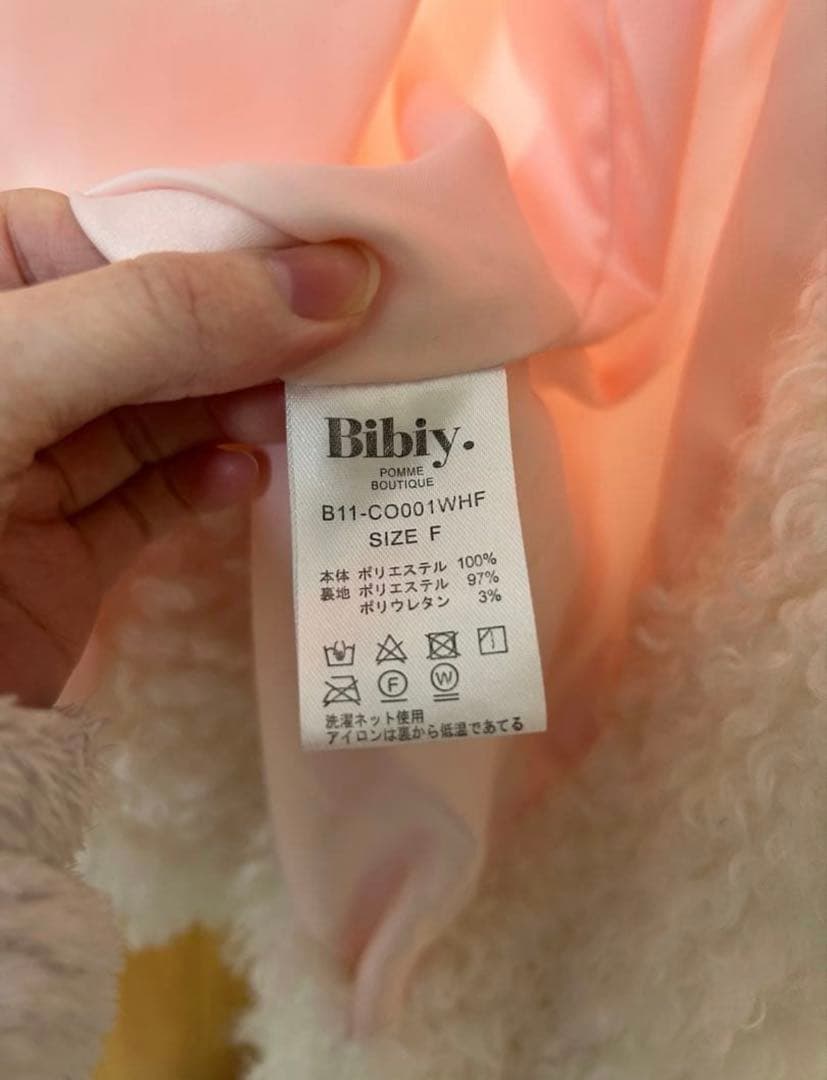 Bibiy.
POMME
BOUTIQUE
B11-CO001WHF
SIZE F
本体 ポリエステル 100%
裏地 ポリエステル 97%
ポリウレタン 3%
F W
洗濯ネット使用
アイロンは裏から低温であてる